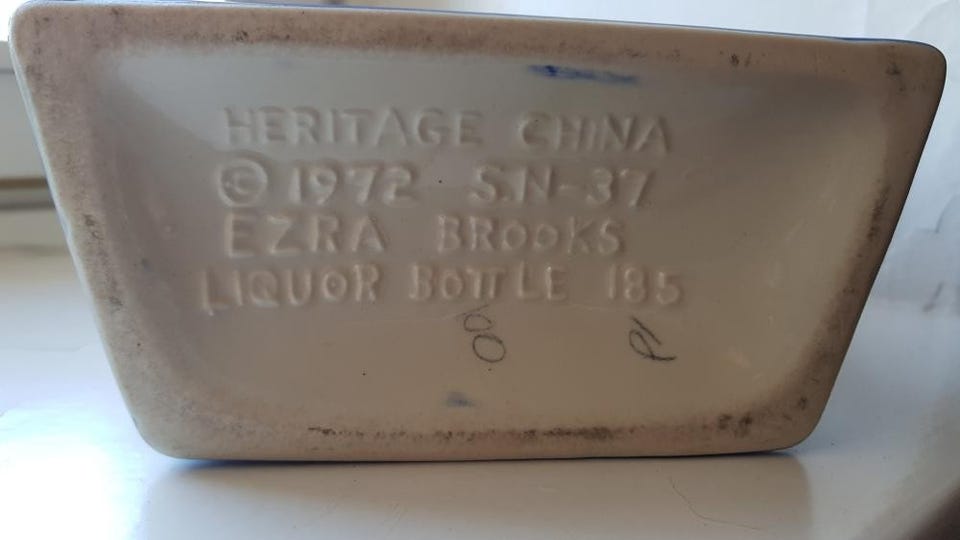 HERITAGE CHINA
© 1972 S.N-37
EZRA BROOKS
LIQUOR BOTTLE 185